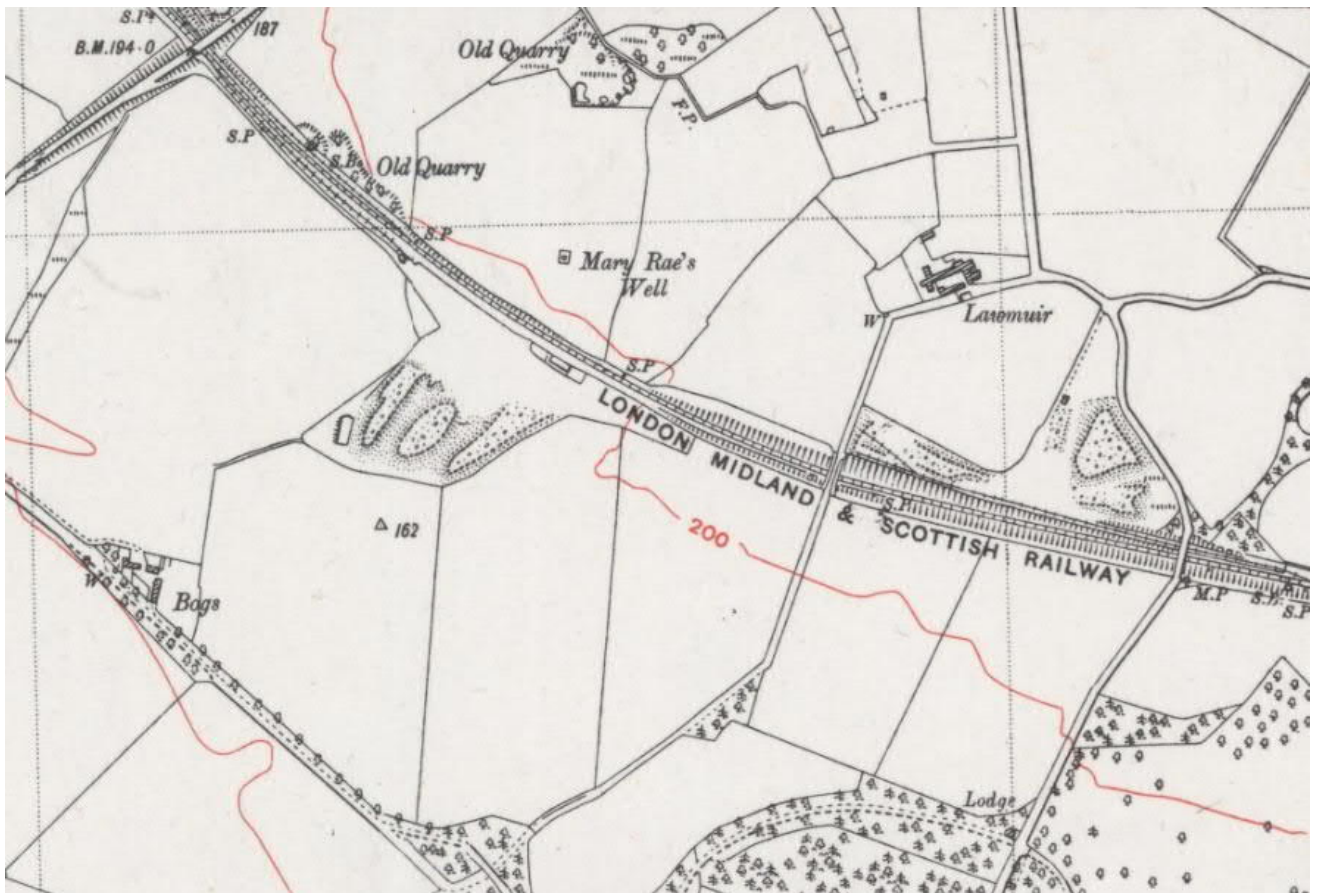 187
B.M.194·0
Old Quarry
F.P.
S.P
S.B
Old Quarry
S.P
Mary Rae's
Well
W
Lawmuir
S.P
LONDON MIDLAND & SCOTTISH RAILWAY
S.P
200
162
W
Bogs
M.P
S.P
Lodge